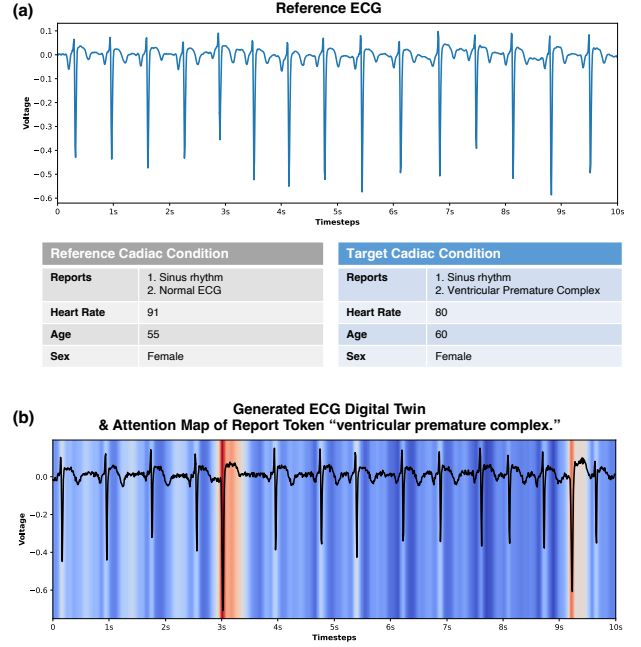 (a)
Reference ECG
0.1
0.0
−0.1
−0.2
−0.3
−0.4
−0.5
−0.6
Voltage
0 1s 2s 3s 4s 5s 6s 7s 8s 9s 10s
Timesteps
Reference Cadiac Condition
Reports 1. Sinus rhythm
2. Normal ECG
Heart Rate 91
Age 55
Sex Female
Target Cadiac Condition
Reports 1. Sinus rhythm
2. Ventricular Premature Complex
Heart Rate 80
Age 60
Sex Female
(b)
Generated ECG Digital Twin
& Attention Map of Report Token “ventricular premature complex.”
0.0
−0.2
−0.4
−0.6
Voltage
0 1s 2s 3s 4s 5s 6s 7s 8s 9s 10s
Timesteps